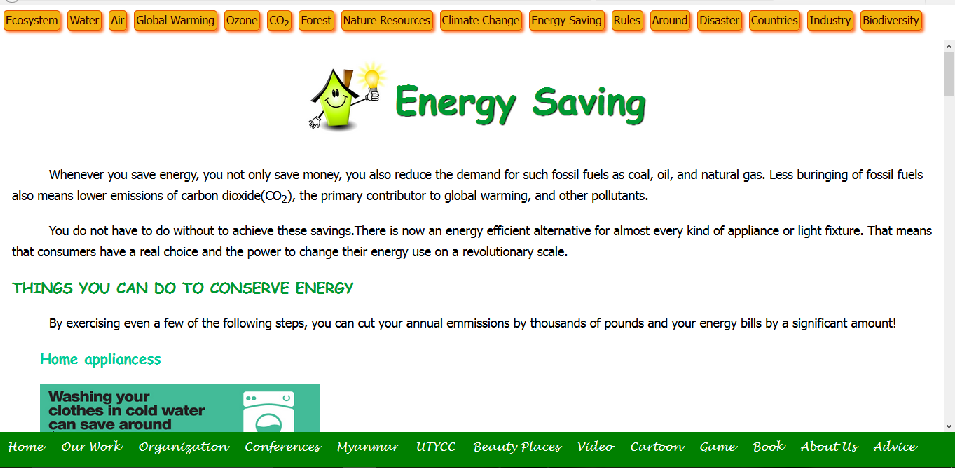 Ecosystem Water Air Global Warming Ozone CO2 Forest Nature Resources Climate Change Energy Saving Rules Around Disaster Countries Industry Biodiversity
Energy Saving
Whenever you save energy, you not only save money, you also reduce the demand for such fossil fuels as coal, oil, and natural gas. Less buringing of fossil fuels
also means lower emissions of carbon dioxide(CO2), the primary contributor to global warming, and other pollutants.
You do not have to do without to achieve these savings.There is now an energy efficient alternative for almost every kind of appliance or light fixture. That means
that consumers have a real choice and the power to change their energy use on a revolutionary scale.
THINGS YOU CAN DO TO CONSERVE ENERGY
By exercising even a few of the following steps, you can cut your annual emmissions by thousands of pounds and your energy bills by a significant amount!
Home appliancess
Washing your
clothes in cold water
can save around
Home Our Work Organization Conferences Myanmar UTYCC Beauty Places Video Cartoon Game Book About Us Advice